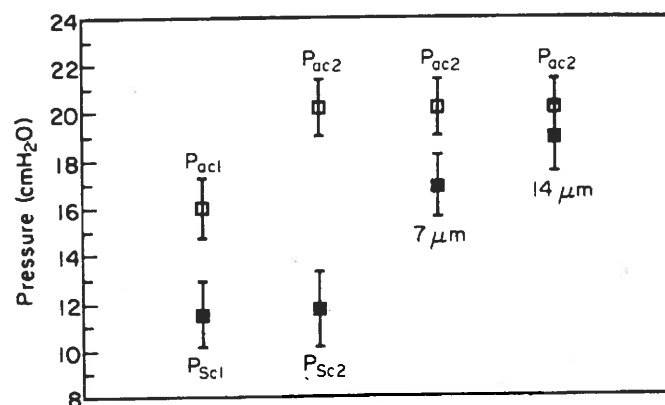 Pressure (cmH₂O)
24
22
20
18
16
14
12
10
8
Pac1
PSc1
Pac2
PSc2
Pac2
7 μm
Pac2
14 μm